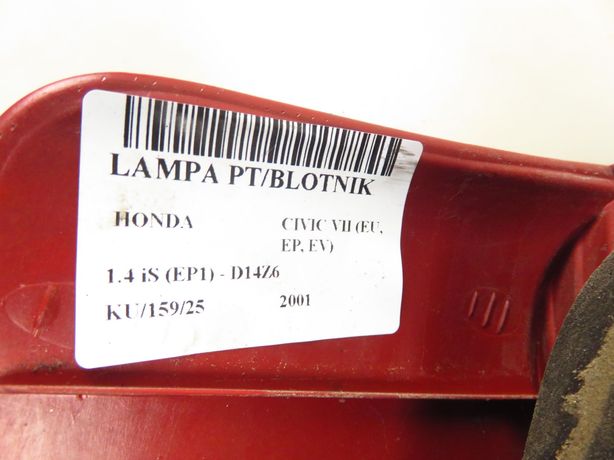 LAMPA PT/BLOTNIK
HONDA
CIVIC VII (EU,
EP, EV)
1.4 iS (EP1) - D14Z6
KU/159/25
2001